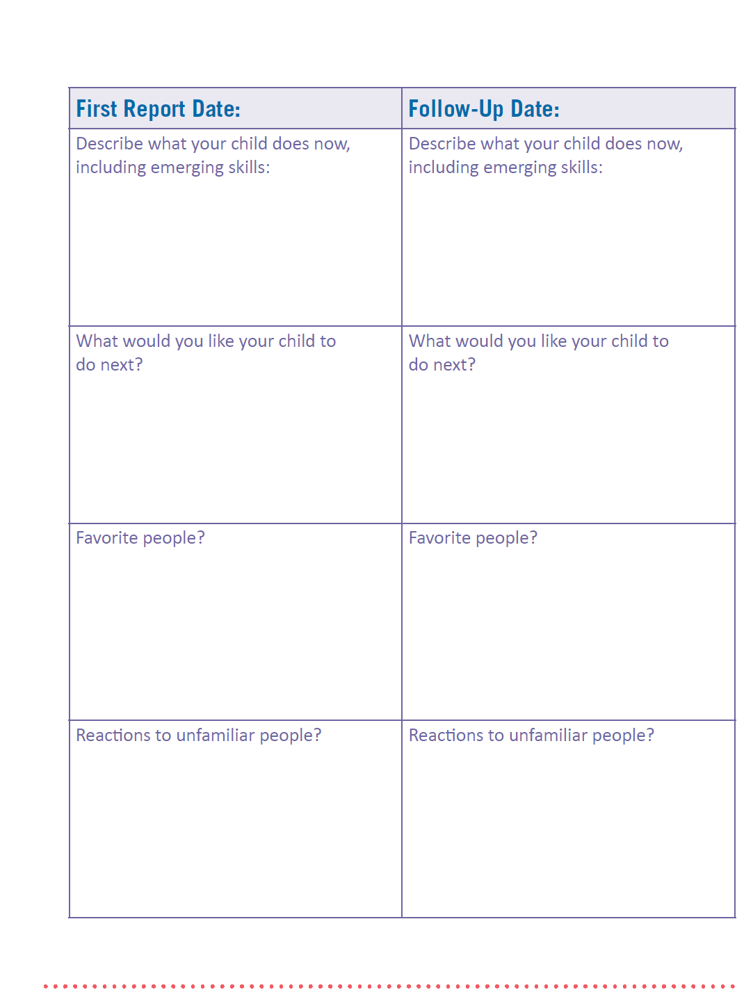 First Report Date:
Follow-Up Date:
Describe what your child does now,
including emerging skills:
Describe what your child does now,
including emerging skills:
What would you like your child to
do next?
What would you like your child to
do next?
Favorite people?
Favorite people?
Reactions to unfamiliar people?
Reactions to unfamiliar people?